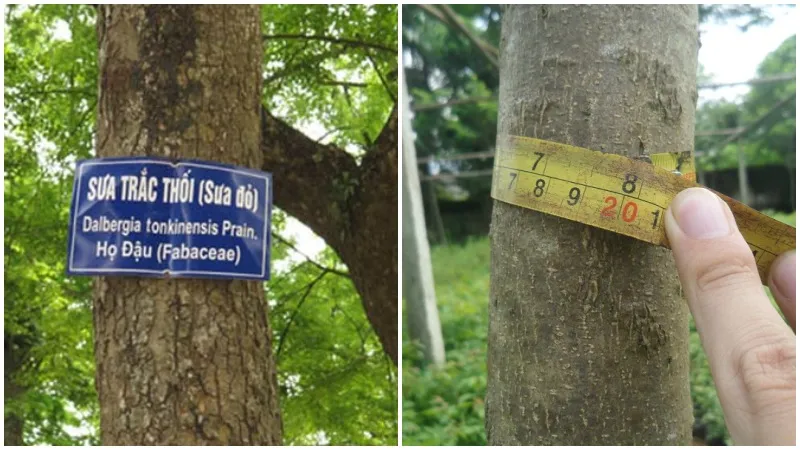 SƯA TRẮC THỐI (Sưa đỏ)
Dalbergia tonkinensis Prain.
Họ Đậu (Fabaceae)
7 8
7 8 9 20 1